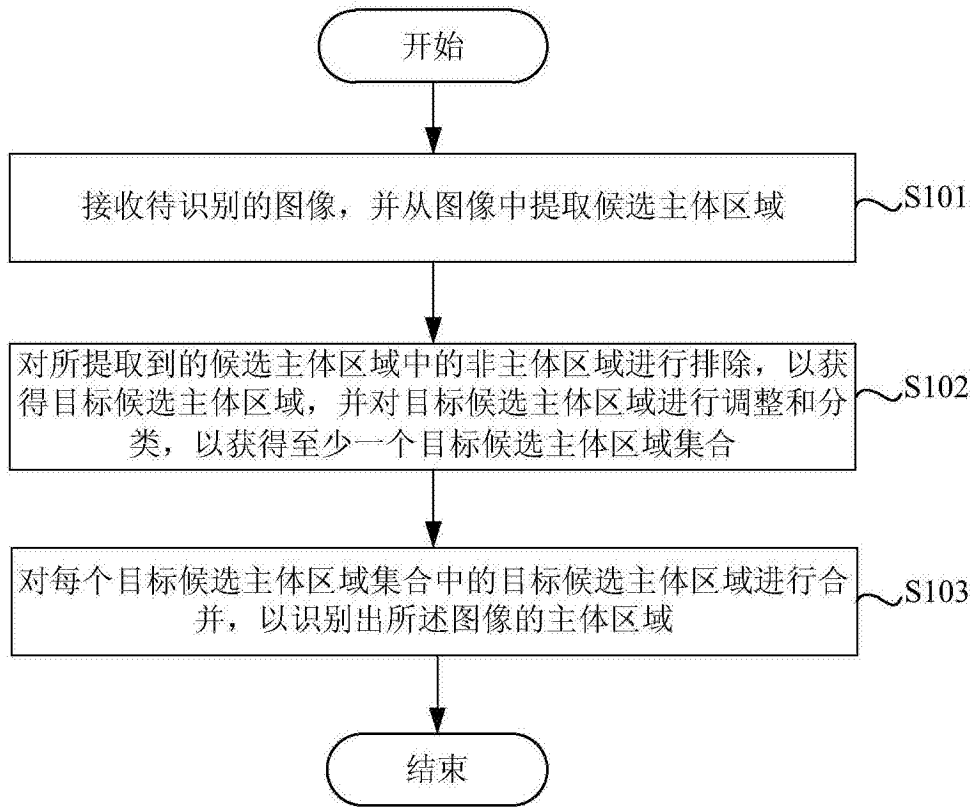 开始
接收待识别的图像，并从图像中提取候选主体区域
S101
对所提取到的候选主体区域中的非主体区域进行排除，以获
得目标候选主体区域，并对目标候选主体区域进行调整和分
类，以获得至少一个目标候选主体区域集合
S102
对每个目标候选主体区域集合中的目标候选主体区域进行合
并，以识别出所述图像的主体区域
S103
结束